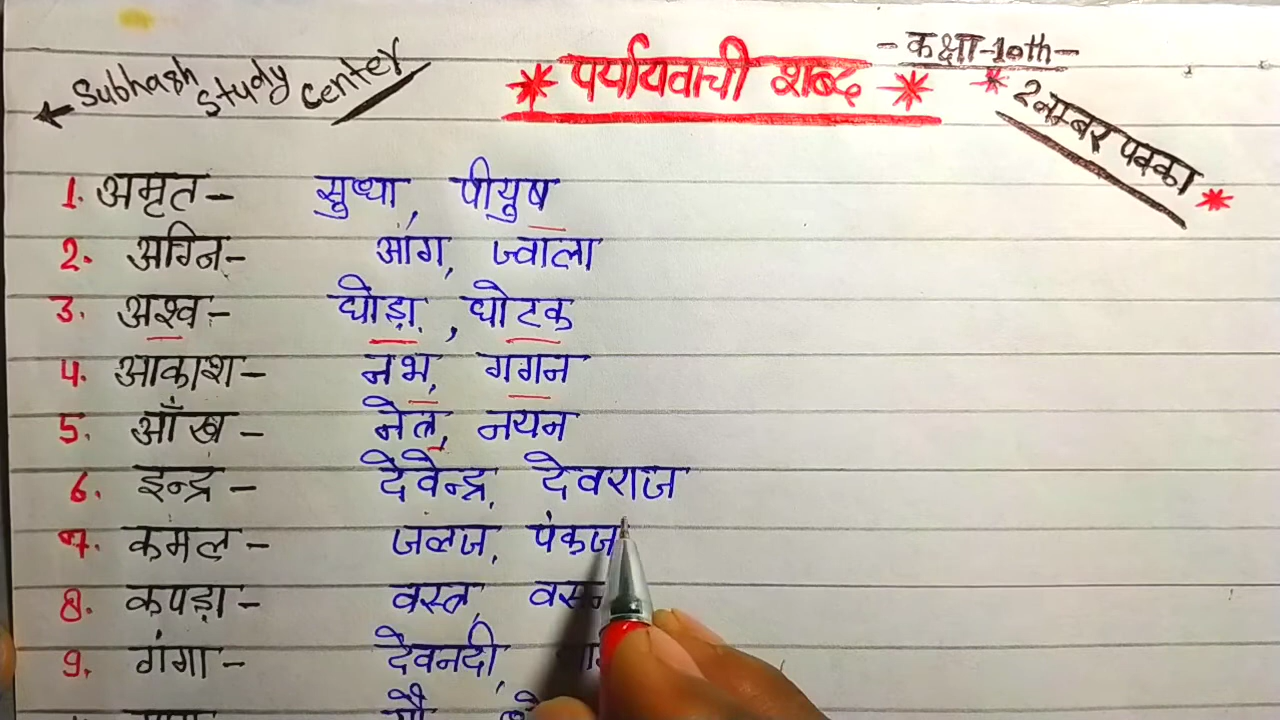 Subhash Study Center
* पर्यायवाची शब्द *
- कक्षा-10th-
* 2 नम्बर पक्का *
1. अमृत - सुधा, पीयुष
2. अग्नि - आग, ज्वाला
3. अश्व - घोड़ा, घोटक
4. आकाश - नभ, गगन
5. आँख - नेत्र, नयन
6. इन्द्र - देवेन्द्र, देवराज
7. कमल - जलज, पंकज
8. कपड़ा - वस्त्र,
9. गंगा - देवनदी,